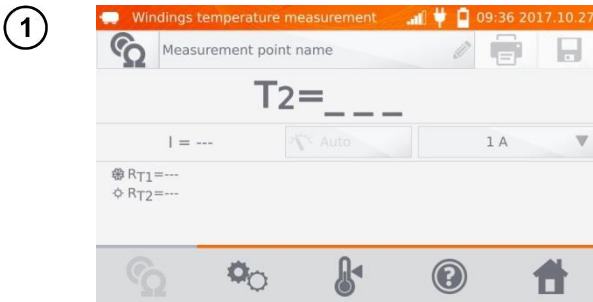 1
Windings temperature measurement 09:36 2017.10.27
Measurement point name
T2=_ _ _
I = --- Auto 1 A
RT1=---
RT2=---
?